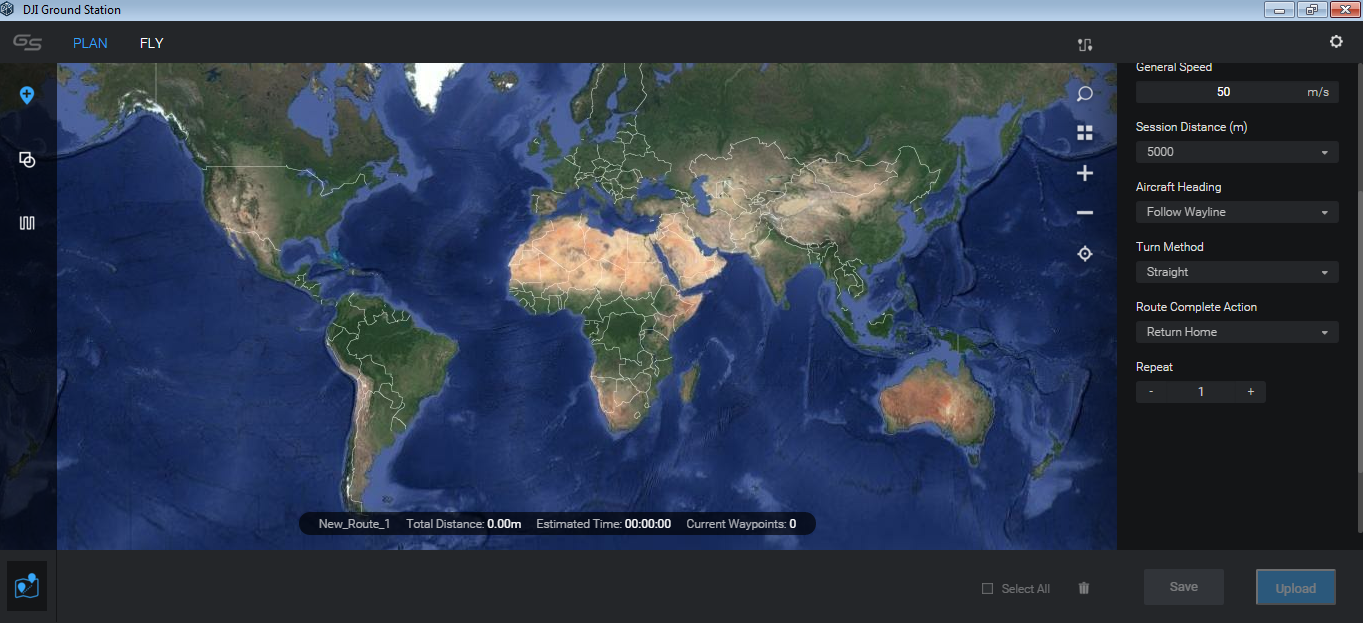 DJI Ground Station
GS PLAN FLY
General Speed
50 m/s
Session Distance (m)
5000
Aircraft Heading
Follow Wayline
Turn Method
Straight
Route Complete Action
Return Home
Repeat
- 1 +
New_Route_1 Total Distance: 0.00m Estimated Time: 00:00:00 Current Waypoints: 0
Select All Save Upload